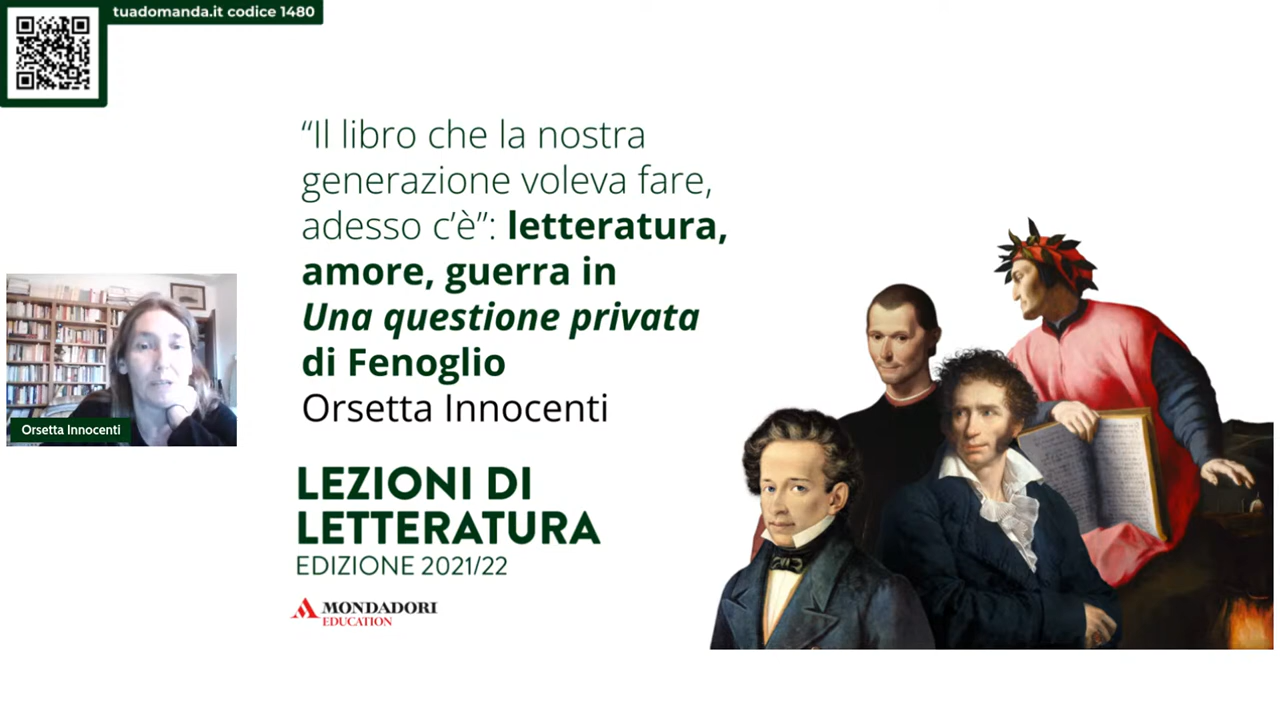 tuadomanda.it codice 1480
“Il libro che la nostra
generazione voleva fare,
adesso c’è”: letteratura,
amore, guerra in
Una questione privata
di Fenoglio
Orsetta Innocenti
Orsetta Innocenti
LEZIONI DI
LETTERATURA
EDIZIONE 2021/22
MONDADORI
EDUCATION